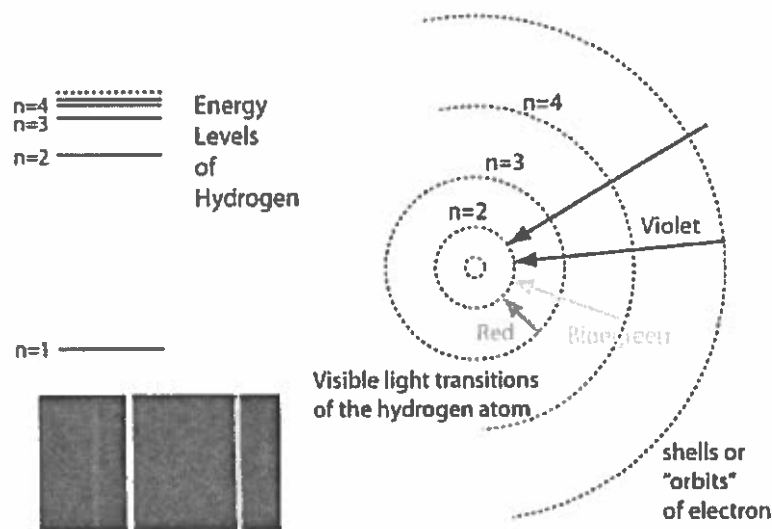 n=4
n=3
n=2
n=1
Energy
Levels
of
Hydrogen
n=4
n=3
n=2
Violet
Red
Bluegreen
Visible light transitions
of the hydrogen atom
shells or
"orbits"
of electron